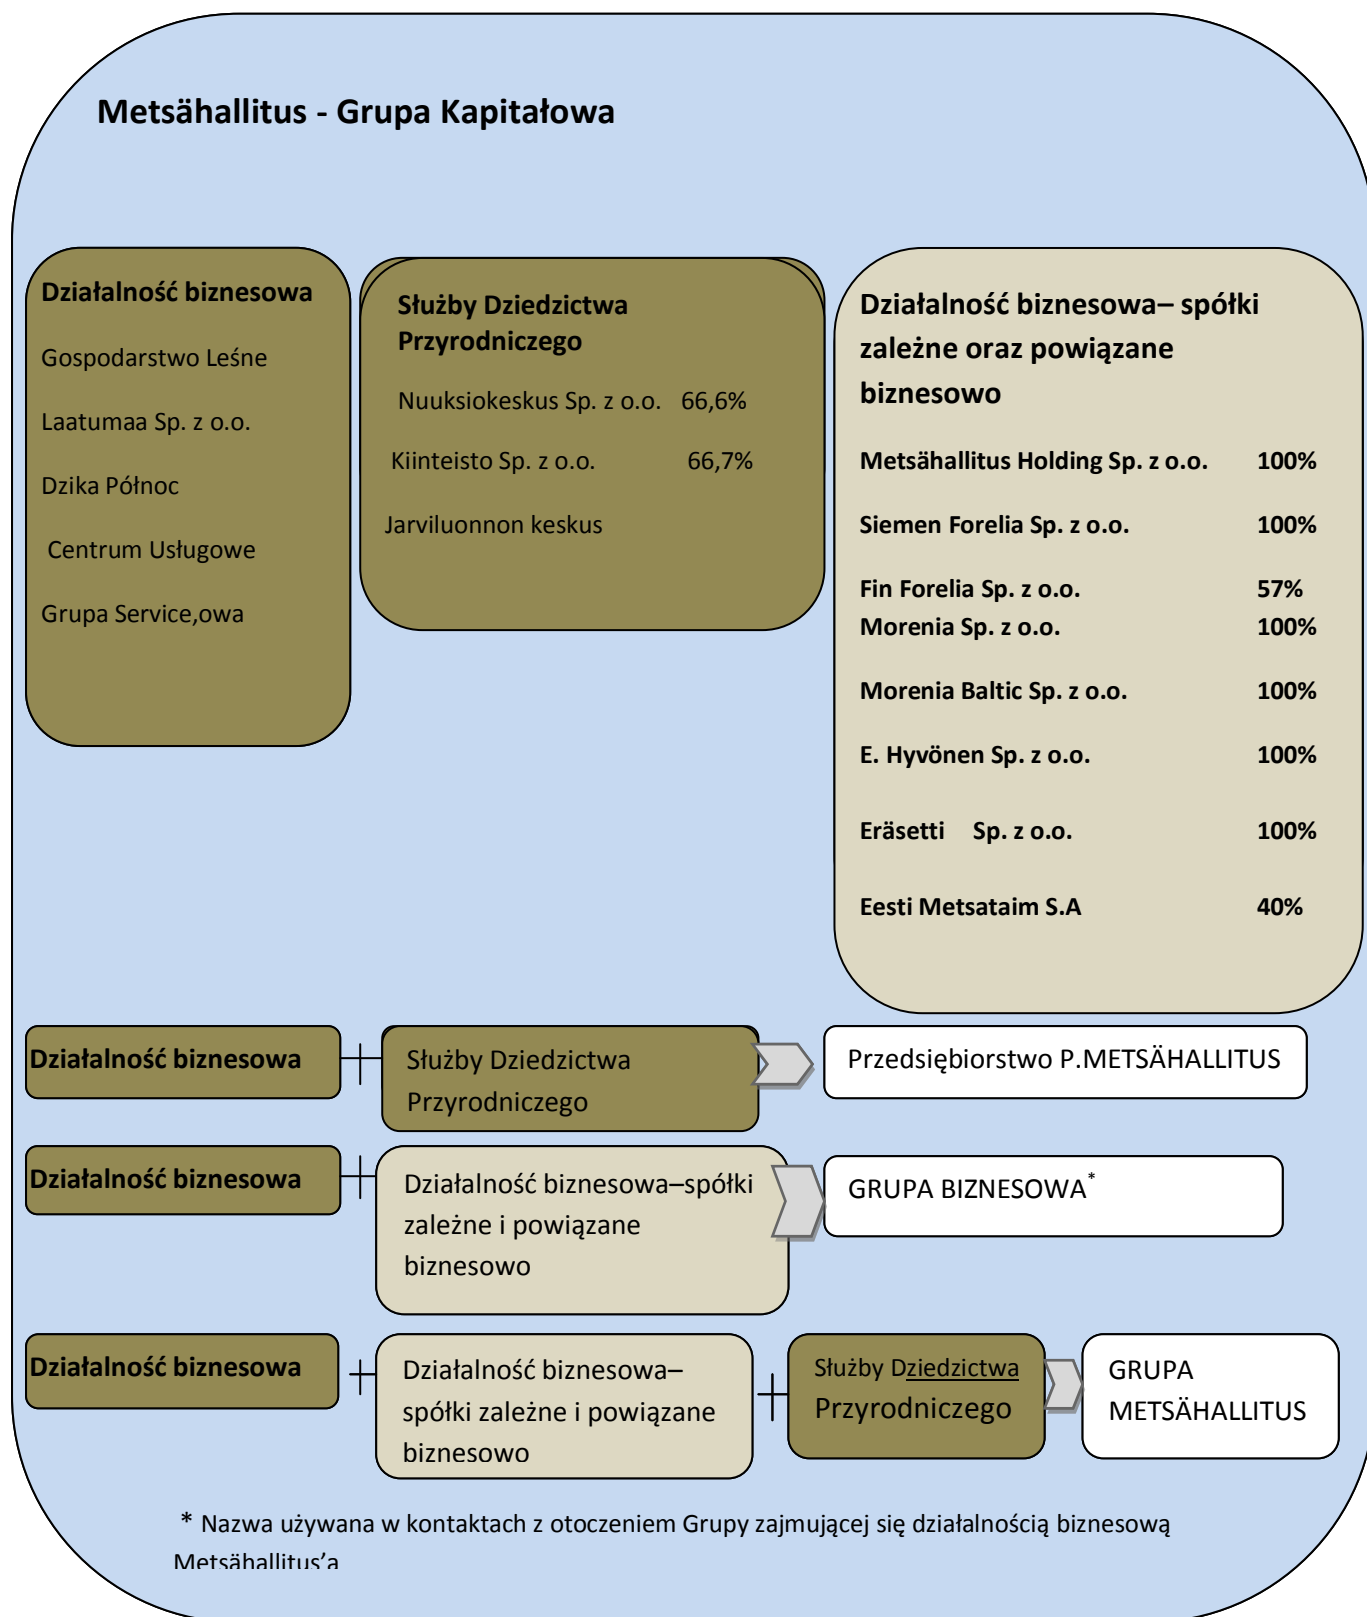 Metsähallitus - Grupa Kapitałowa
Działalność biznesowa
Gospodarstwo Leśne
Laatumaa Sp. z o.o.
Dzika Północ
Centrum Usługowe
Grupa Service,owa
Służby Dziedzictwa
Przyrodniczego
Nuuksiokeskus Sp. z o.o. 66,6%
Kiinteisto Sp. z o.o. 66,7%
Jarviluonnon keskus
Działalność biznesowa– spółki
zależne oraz powiązane
biznesowo
Metsähallitus Holding Sp. z o.o. 100%
Siemen Forelia Sp. z o.o. 100%
Fin Forelia Sp. z o.o. 57%
Morenia Sp. z o.o. 100%
Morenia Baltic Sp. z o.o. 100%
E. Hyvönen Sp. z o.o. 100%
Eräsetti Sp. z o.o. 100%
Eesti Metsataim S.A 40%
Działalność biznesowa
Służby Dziedzictwa
Przyrodniczego
Przedsiębiorstwo P.METSÄHALLITUS
Działalność biznesowa
Działalność biznesowa–spółki
zależne i powiązane
biznesowo
GRUPA BIZNESOWA*
Działalność biznesowa
Działalność biznesowa–
spółki zależne i powiązane
biznesowo
Służby Dziedzictwa
Przyrodniczego
GRUPA
METSÄHALLITUS
* Nazwa używana w kontaktach z otoczeniem Grupy zajmującej się działalnością biznesową
Metsähallitus’a